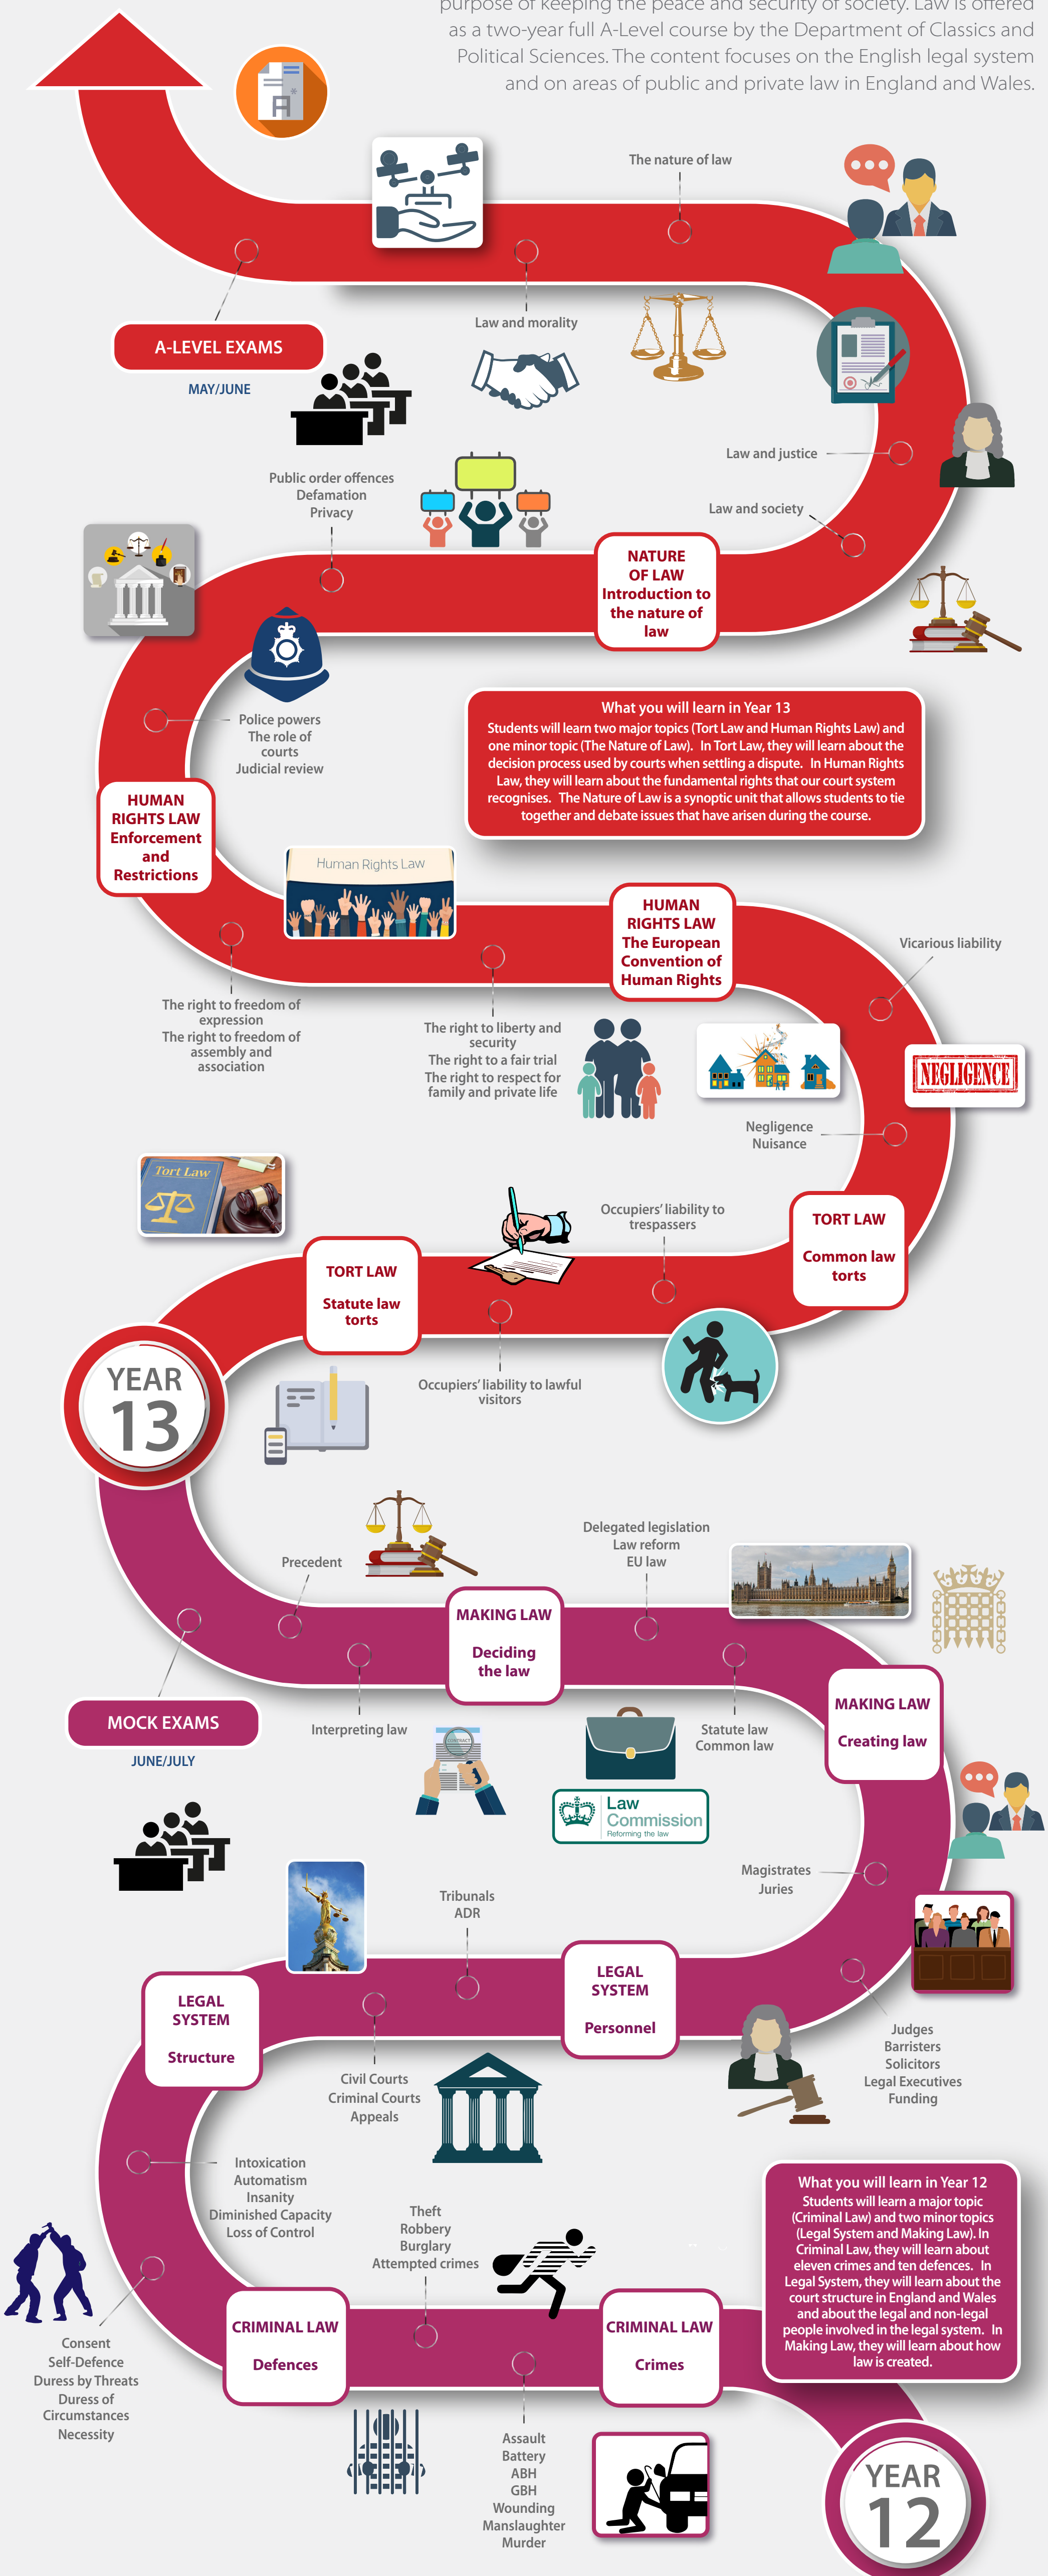 purpose of keeping the peace and security of society. Law is offered
as a two-year full A-Level course by the Department of Classics and
Political Sciences. The content focuses on the English legal system
and on areas of public and private law in England and Wales.
A
The nature of law
Law and morality
A-LEVEL EXAMS
MAY/JUNE
Law and justice
Law and society
Public order offences
Defamation
Privacy
NATURE
OF LAW
Introduction to
the nature of
law
Police powers
The role of
courts
Judicial review
What you will learn in Year 13
Students will learn two major topics (Tort Law and Human Rights Law) and
one minor topic (The Nature of Law). In Tort Law, they will learn about the
decision process used by courts when settling a dispute. In Human Rights
Law, they will learn about the fundamental rights that our court system
recognises. The Nature of Law is a synoptic unit that allows students to tie
together and debate issues that have arisen during the course.
HUMAN
RIGHTS LAW
Enforcement
and
Restrictions
Human Rights Law
HUMAN
RIGHTS LAW
The European
Convention of
Human Rights
Vicarious liability
The right to freedom of
expression
The right to freedom of
assembly and
association
The right to liberty and
security
The right to a fair trial
The right to respect for
family and private life
NEGLIGENCE
Negligence
Nuisance
Tort Law
Occupiers' liability to
trespassers
TORT LAW
Common law
torts
TORT LAW
Statute law
torts
Occupiers' liability to lawful
visitors
YEAR
13
Precedent
Delegated legislation
Law reform
EU law
MAKING LAW
Deciding
the law
MAKING LAW
Creating law
MOCK EXAMS
JUNE/JULY
Interpreting law
CONTRACT
Statute law
Common law
Law
Commission
Reforming the law
Magistrates
Juries
Tribunals
ADR
LEGAL
SYSTEM
Personnel
LEGAL
SYSTEM
Structure
Judges
Barristers
Solicitors
Legal Executives
Funding
Civil Courts
Criminal Courts
Appeals
Intoxication
Automatism
Insanity
Diminished Capacity
Loss of Control
Theft
Robbery
Burglary
Attempted crimes
What you will learn in Year 12
Students will learn a major topic
(Criminal Law) and two minor topics
(Legal System and Making Law). In
Criminal Law, they will learn about
eleven crimes and ten defences. In
Legal System, they will learn about the
court structure in England and Wales
and about the legal and non-legal
people involved in the legal system. In
Making Law, they will learn about how
law is created.
CRIMINAL LAW
Defences
CRIMINAL LAW
Crimes
Consent
Self-Defence
Duress by Threats
Duress of
Circumstances
Necessity
Assault
Battery
ABH
GBH
Wounding
Manslaughter
Murder
YEAR
12